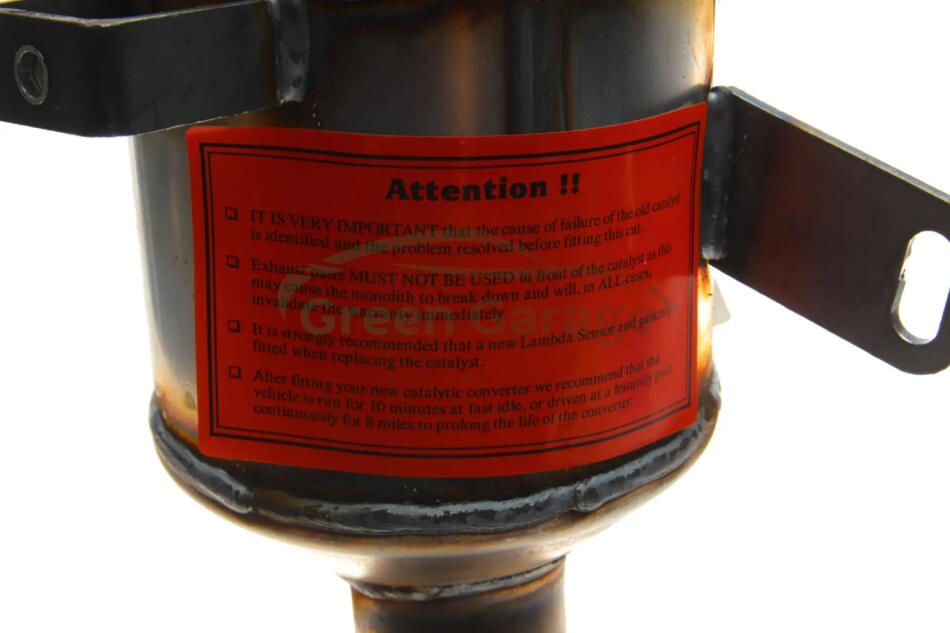 Attention !!
❑ IT IS VERY IMPORTANT that the cause of failure of the old catalyst
is identified and the problem resolved before fitting this cat.
❑ Exhaust paste MUST NOT BE USED in front of the catalyst as this
may cause the monolith to break down and will, in ALL cases,
invalidate the warranty immediately.
Green Garage
❑ It is strongly recommended that a new Lambda Sensor and gaskets be
fitted when replacing the catalyst.
❑ After fitting your new catalytic converter we recommend that the
vehicle is run for 10 minutes at fast idle, or driven at a leisurely pace
continuously for 8 miles to prolong the life of the converter.